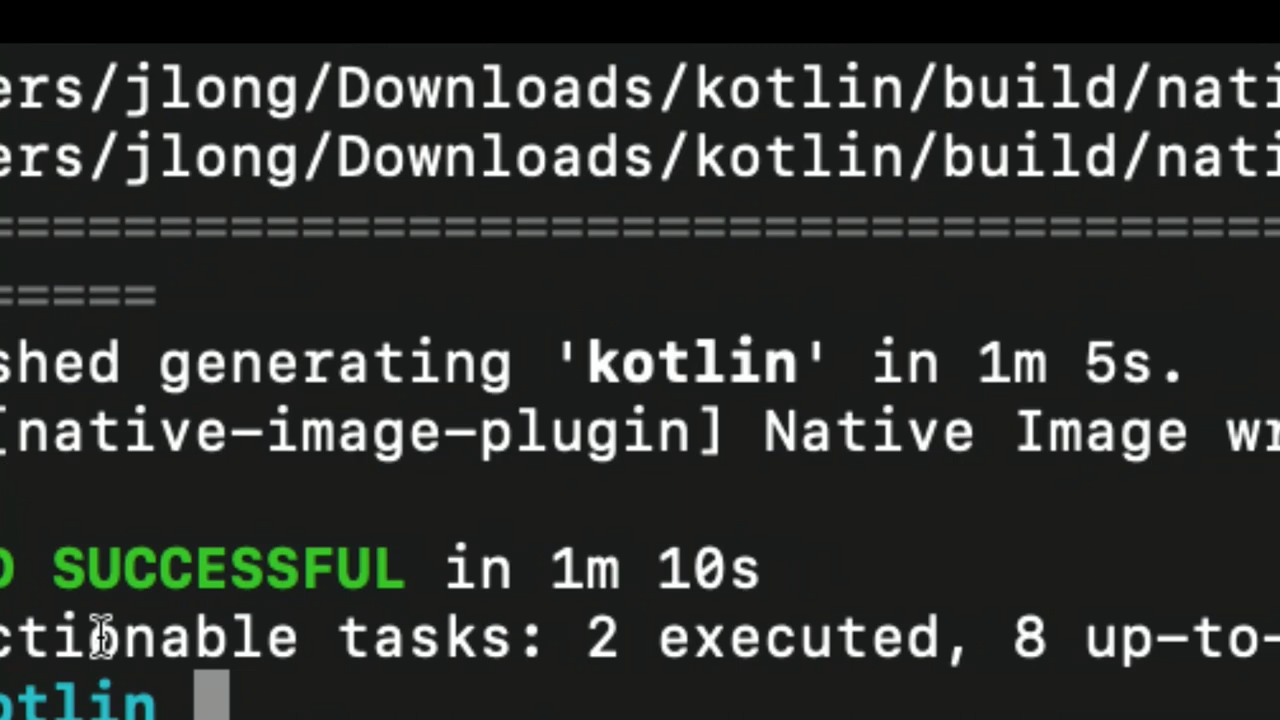 ers/jlong/Downloads/kotlin/build/nati
ers/jlong/Downloads/kotlin/build/nati
====================================
=====
shed generating 'kotlin' in 1m 5s.
[native-image-plugin] Native Image wr
D SUCCESSFUL in 1m 10s
ctionable tasks: 2 executed, 8 up-to-
otlin